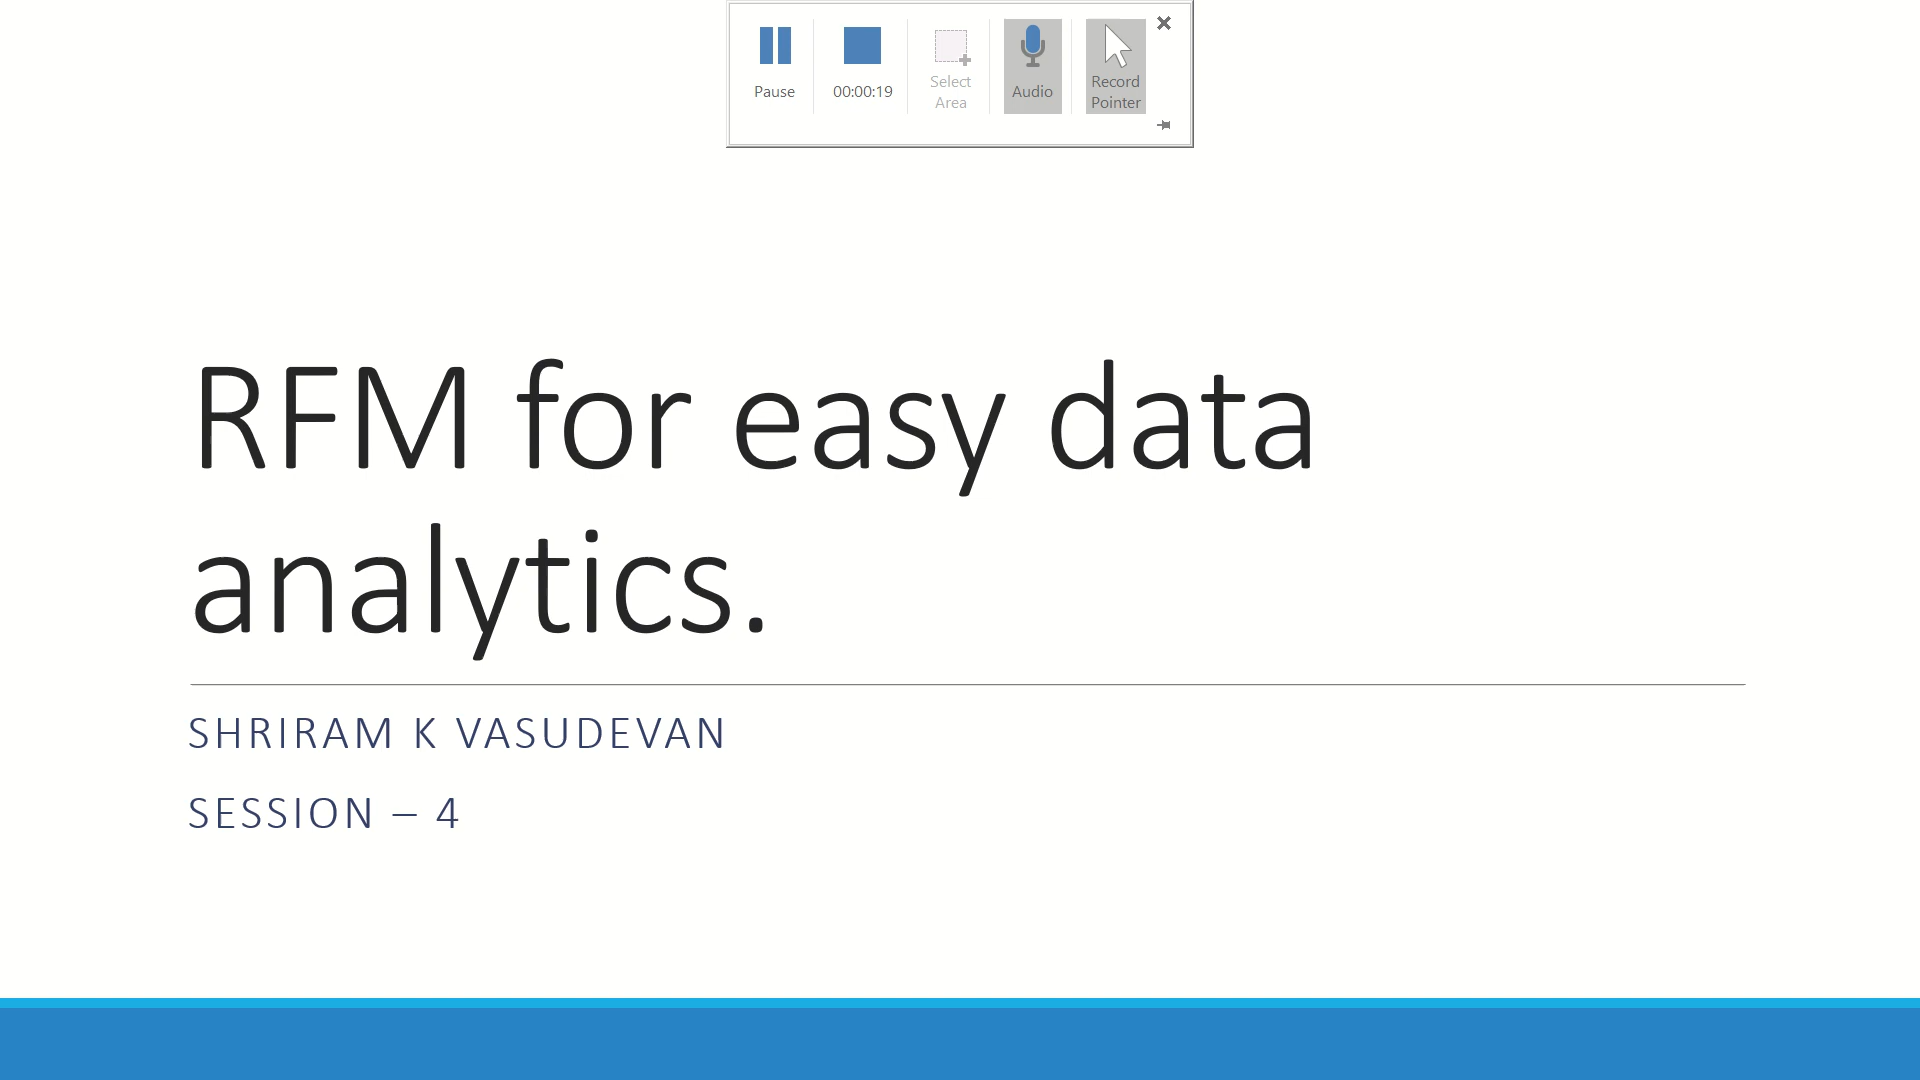 Pause
00:00:19
Select
Area
Audio
Record
Pointer
RFM for easy data
analytics.
SHRIRAM K VASUDEVAN
SESSION – 4